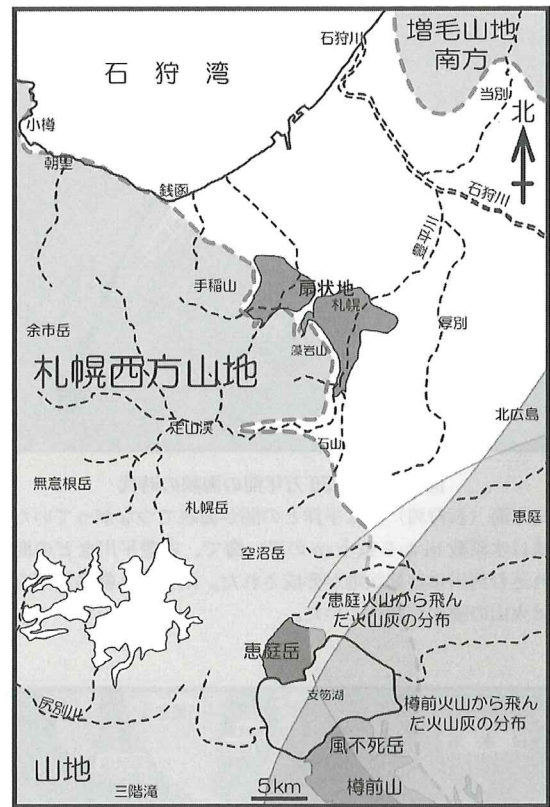 石狩川
増毛山地
南方
石狩湾
当別
北
小樽
朝里
銭函
石狩川
豊平川
手稲山
扇状地
札幌
厚別
余市岳
藻岩山
札幌西方山地
北広島
定山渓
石山
無意根岳
札幌岳
恵庭
空沼岳
恵庭火山から飛ん
だ火山灰の分布
恵庭岳
支笏湖
樽前火山から飛ん
だ火山灰の分布
尻別川
風不死岳
山地
5km
樽前山
三階滝